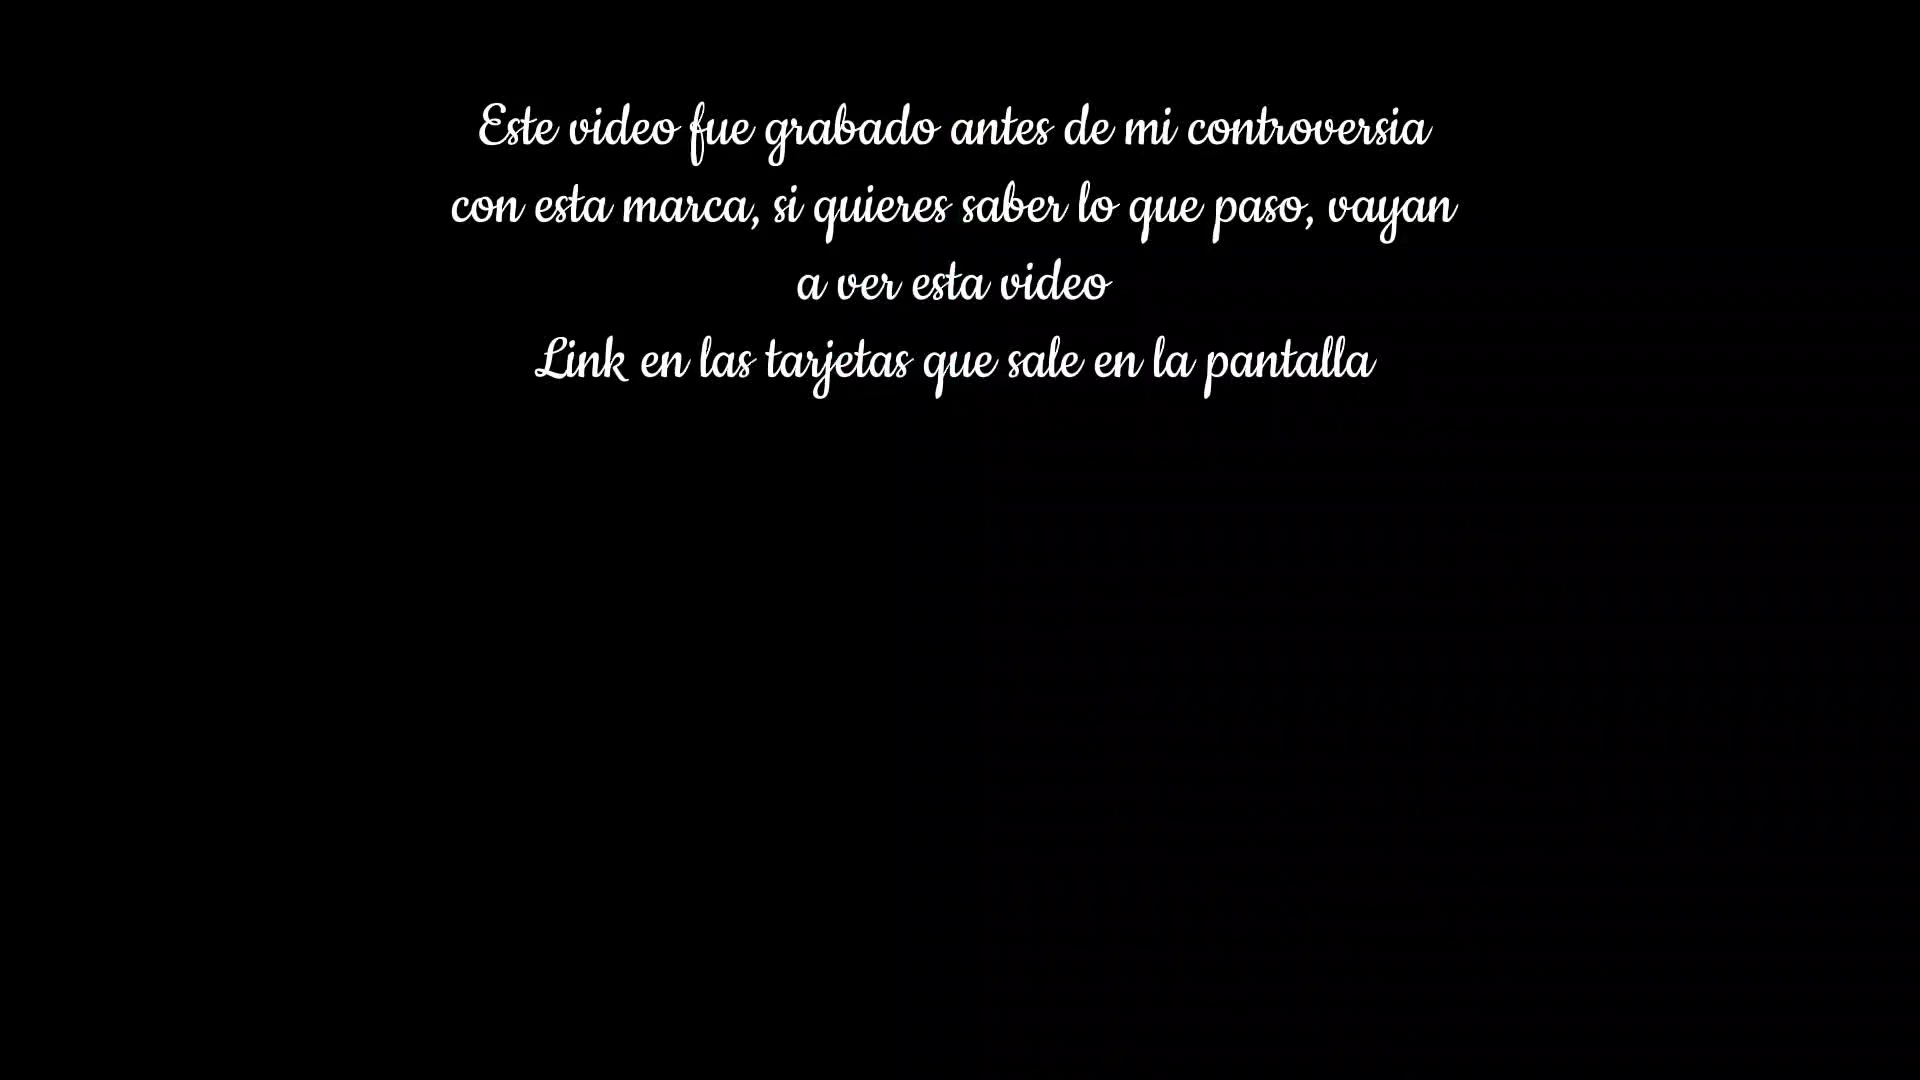 Este video fue grabado antes de mi controversia
con esta marca, si quieres saber lo que paso, vayan
a ver esta video
Link en las tarjetas que sale en la pantalla